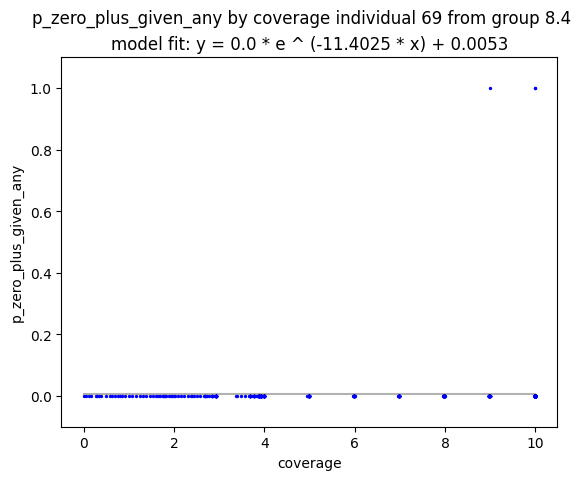 p_zero_plus_given_any by coverage individual 69 from group 8.4
model fit: y = 0.0 * e ^ (-11.4025 * x) + 0.0053
1.0
0.8
0.6
0.4
0.2
0.0
p_zero_plus_given_any
0 2 4 6 8 10
coverage